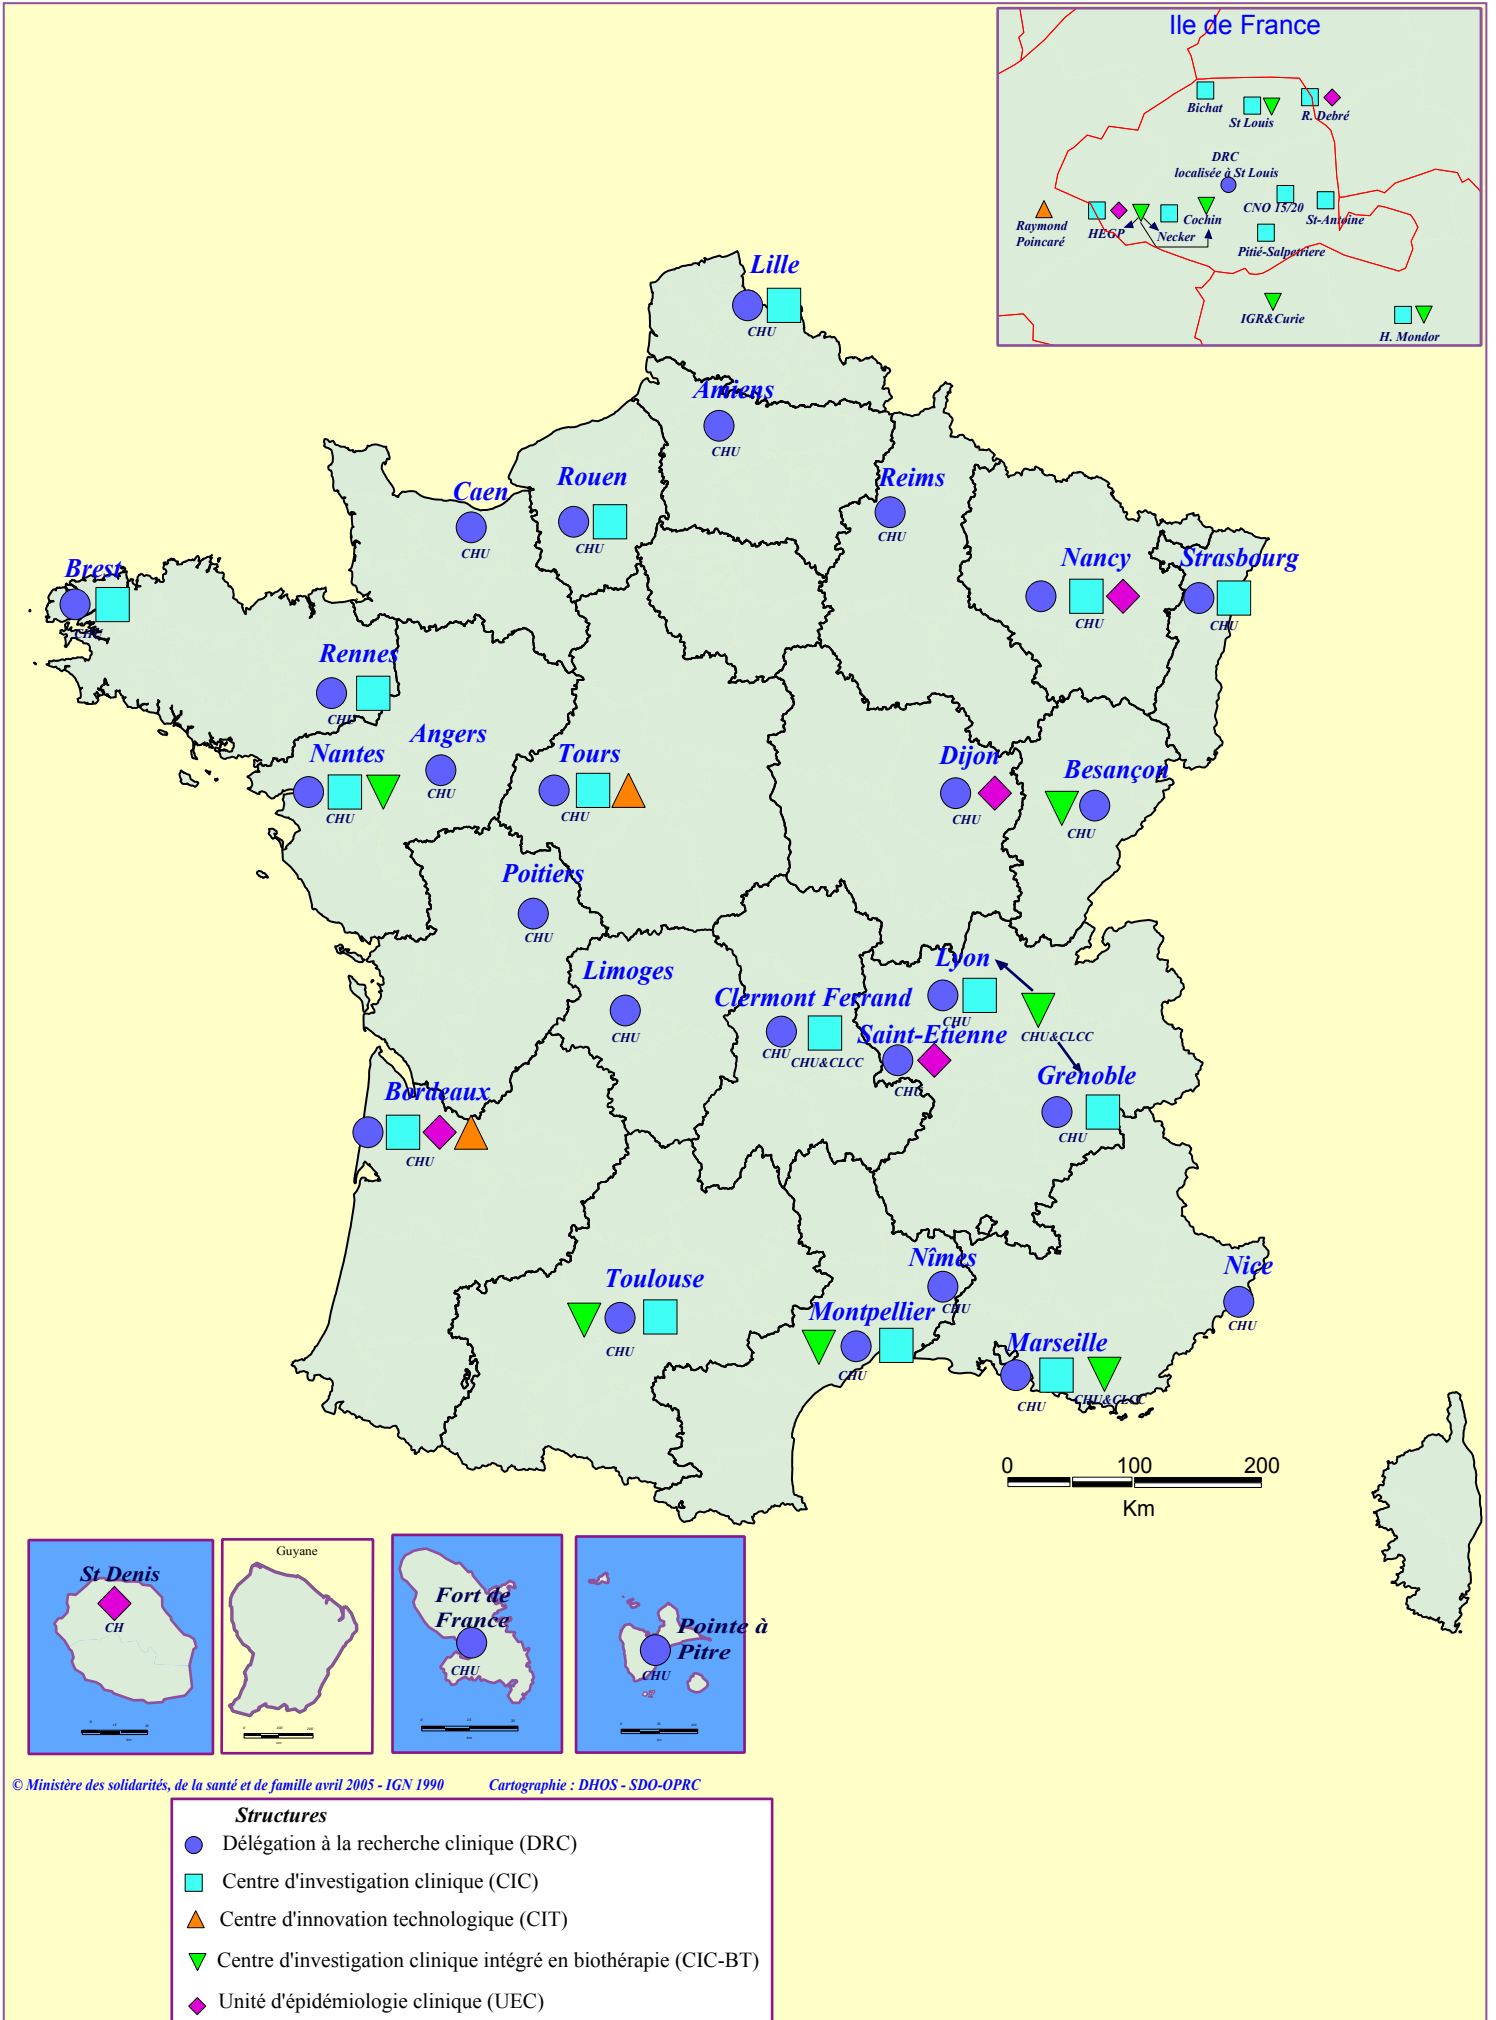 Ile de France
Bichat
St Louis
R. Debré
DRC
localisée à St Louis
Raymond
Poincaré
HEGP
Necker
Cochin
CNO 15/20
St-Antoine
Pitié-Salpetriere
IGR&Curie
H. Mondor
Lille
CHU
Amiens
CHU
Rouen
CHU
Caen
CHU
Reims
CHU
Nancy
CHU
Strasbourg
CHU
Brest
CHU
Rennes
CHU
Nantes
CHU
Angers
CHU
Tours
CHU
Dijon
CHU
Besançon
CHU
Poitiers
CHU
Limoges
CHU
Clermont Ferrand
CHU
CHU&CLCC
Lyon
CHU
CHU&CLCC
Saint-Etienne
CHU
Grenoble
CHU
Bordeaux
CHU
Toulouse
CHU
Montpellier
CHU
Nîmes
CHU
Marseille
CHU
CHU&CLCC
Nice
CHU
0 100 200
Km
St Denis
CH
Guyane
Fort de
France
CHU
Pointe à
Pitre
CHU
© Ministère des solidarités, de la santé et de famille avril 2005 - IGN 1990 Cartographie : DHOS - SDO-OPRC
Structures
Délégation à la recherche clinique (DRC)
Centre d'investigation clinique (CIC)
Centre d'innovation technologique (CIT)
Centre d'investigation clinique intégré en biothérapie (CIC-BT)
Unité d'épidémiologie clinique (UEC)